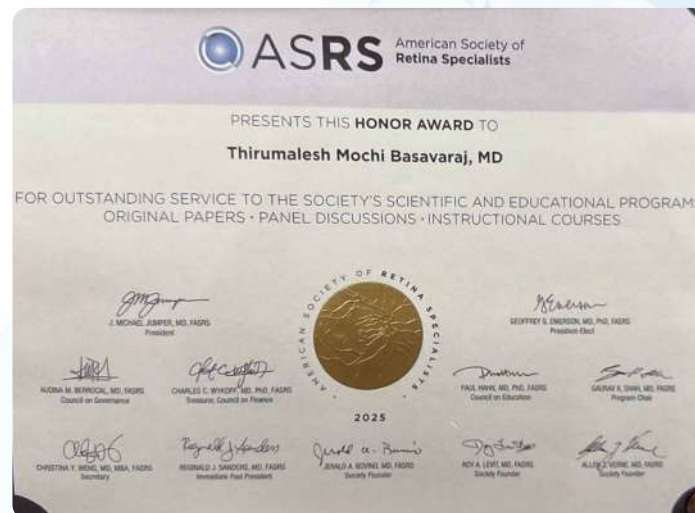 ASRS
American Society of
Retina Specialists
PRESENTS THIS HONOR AWARD TO
Thirumalesh Mochi Basavaraj, MD
FOR OUTSTANDING SERVICE TO THE SOCIETY'S SCIENTIFIC AND EDUCATIONAL PROGRAMS
ORIGINAL PAPERS · PANEL DISCUSSIONS · INSTRUCTIONAL COURSES
AMERICAN SOCIETY OF RETINA SPECIALISTS
J. MICHAEL JUMPER, MD, FASRS
President
GEOFFREY G. EMERSON, MD, PhD, FASRS
President-Elect
AUDINA M. BERROCAL, MD, FASRS
Council on Governance
CHARLES C. WYKOFF, MD, PhD, FASRS
Treasurer, Council on Finance
PAUL HAHN, MD, PhD, FASRS
Council on Education
GAURAV K. SHAH, MD, FASRS
Program Chair
2025
CHRISTINA Y. WENG, MD, MBA, FASRS
Secretary
REGINALD J. SANDERS, MD, FASRS
Immediate Past President
JERALD A. BOVINO, MD, FASRS
Society Founder
ROY A. LEVIT, MD, FASRS
Society Founder
ALLEN Z. VERNE, MD, FASRS
Society Founder